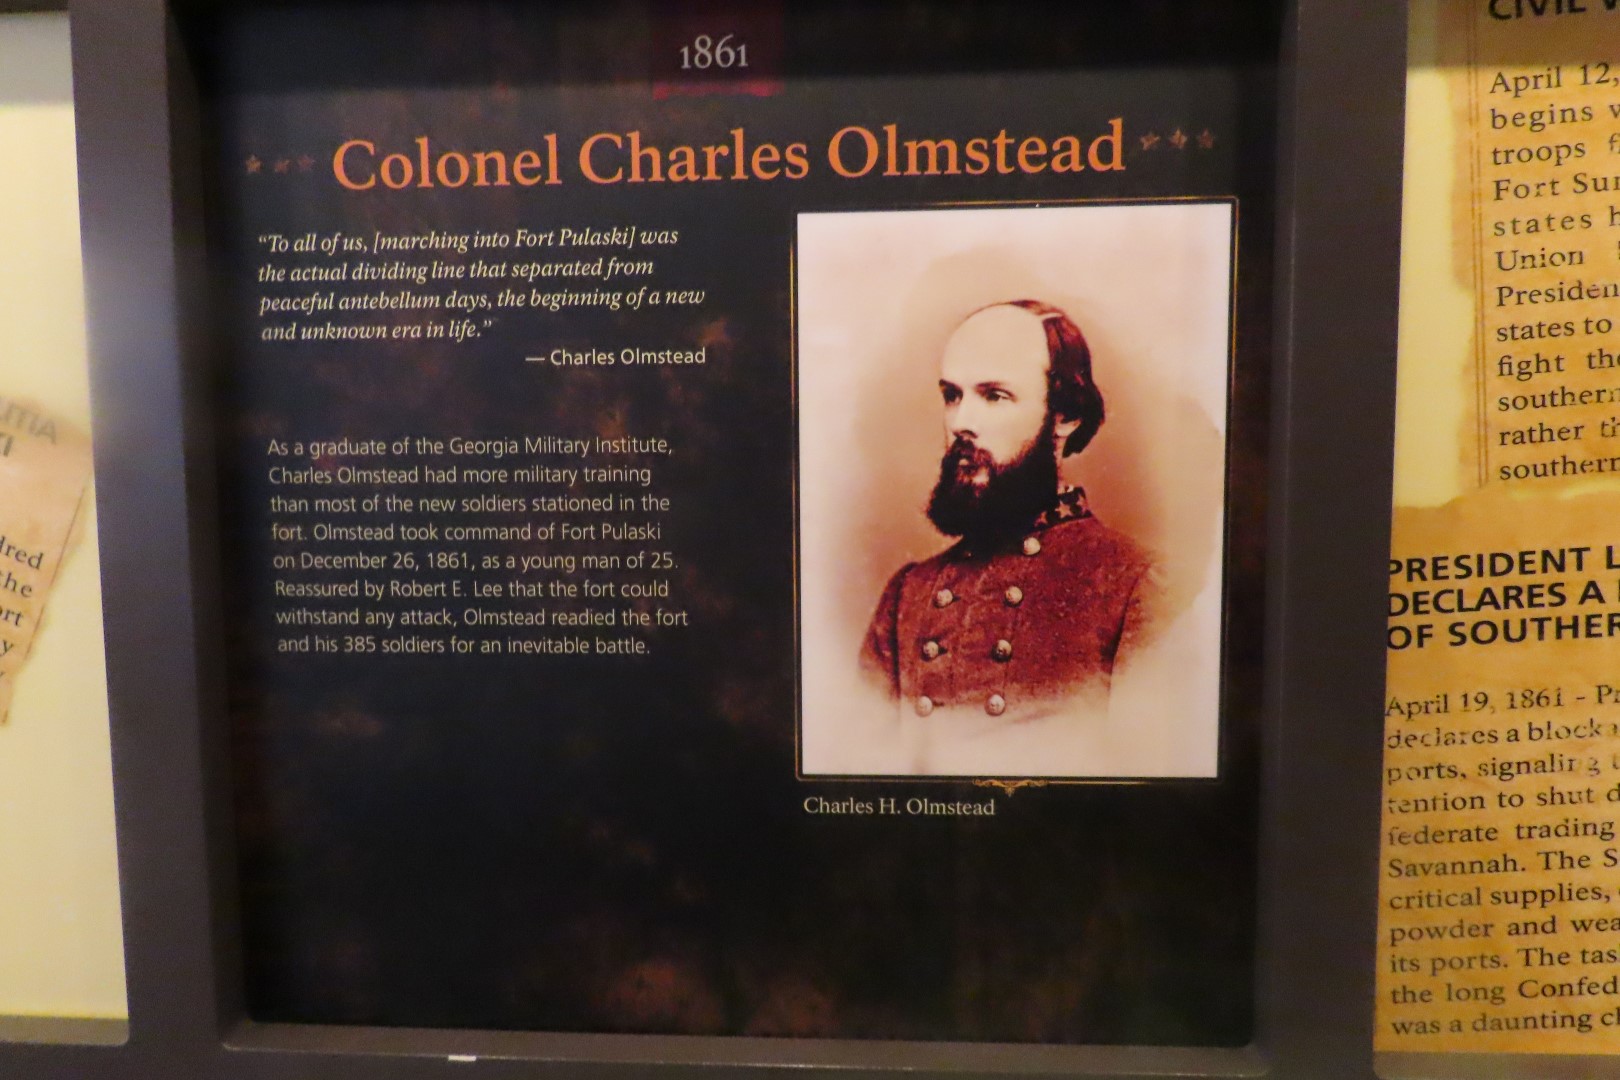 1861
Colonel Charles Olmstead
“To all of us, [marching into Fort Pulaski] was
the actual dividing line that separated from
peaceful antebellum days, the beginning of a new
and unknown era in life.”
— Charles Olmstead
As a graduate of the Georgia Military Institute,
Charles Olmstead had more military training
than most of the new soldiers stationed in the
fort. Olmstead took command of Fort Pulaski
on December 26, 1861, as a young man of 25.
Reassured by Robert E. Lee that the fort could
withstand any attack, Olmstead readied the fort
and his 385 soldiers for an inevitable battle.
Charles H. Olmstead
CIVIL
April 12,
begins
troops
Fort
states
Union
states to
fight
rather
PRESIDENT
DECLARES A
OF
April 19, 1861 -
declares a
ports,
tention to shut
federate trading
Savannah. The
critical supplies,
powder and
its ports. The
the long
was a daunting